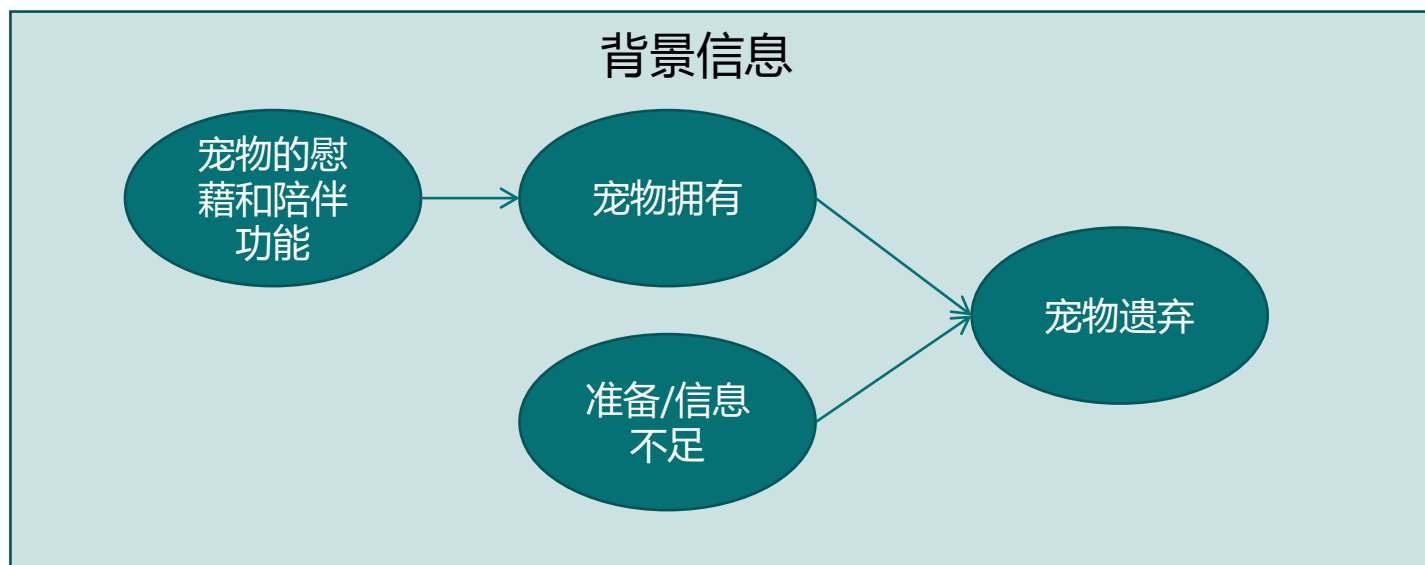 背景信息
宠物的慰
藉和陪伴
功能
宠物拥有
宠物遗弃
准备/信息
不足